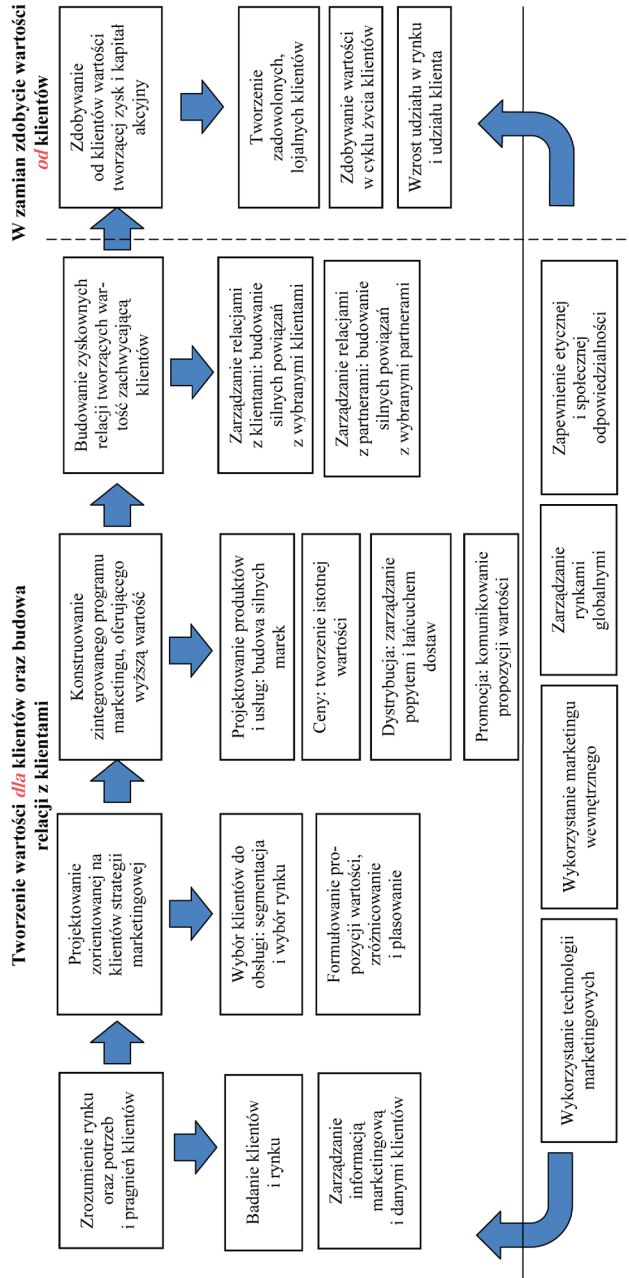 Tworzenie wartości dla klientów oraz budowa
relacji z klientami
W zamian zdobycie wartości
od klientów
Zrozumienie rynku
oraz potrzeb
i pragnień klientów
Projektowanie
zorientowanej na
klientów strategii
marketingowej
Konstruowanie
zintegrowanego programu
marketingu, oferującego
wyższą wartość
Budowanie zyskownych
relacji tworzących war-
tość zachwycającą
klientów
Zdobywanie
od klientów wartości
tworzącej zysk i kapitał
akcyjny
Badanie klientów
i rynku
Zarządzanie
informacją
marketingową
i danymi klientów
Wybór klientów do
obsługi: segmentacja
i wybór rynku
Formułowanie pro-
pozycji wartości,
zróżnicowanie
i plasowanie
Projektowanie produktów
i usług: budowa silnych
marek
Ceny: tworzenie istotnej
wartości
Dystrybucja: zarządzanie
popytem i łańcuchem
dostaw
Promocja: komunikowanie
propozycji wartości
Zarządzanie relacjami
z klientami: budowanie
silnych powiązań
z wybranymi klientami
Zarządzanie relacjami
z partnerami: budowanie
silnych powiązań
z wybranymi partnerami
Tworzenie
zadowolonych,
lojalnych klientów
Zdobywanie wartości
w cyklu życia klientów
Wzrost udziału w rynku
i udziału klienta
Wykorzystanie technologii
marketingowych
Wykorzystanie marketingu
wewnętrznego
Zarządzanie
rynkami
globalnymi
Zapewnienie etycznej
i społecznej
odpowiedzialności